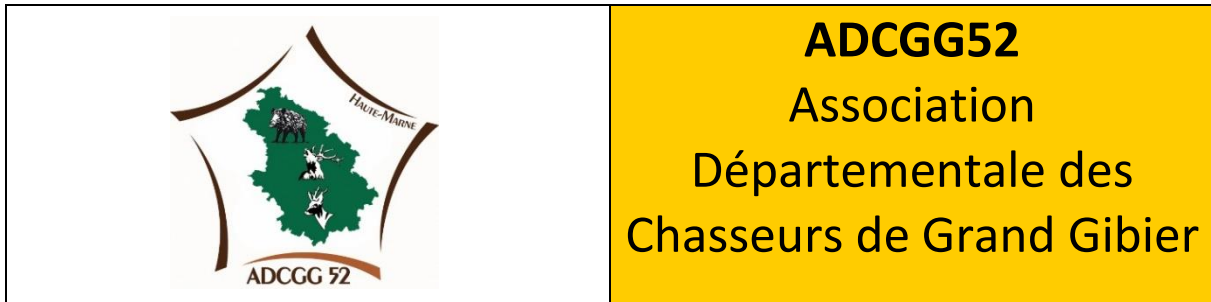 HAUTE-MARNE
ADCGG 52
ADCGG52
Association
Départementale des
Chasseurs de Grand Gibier